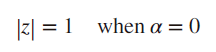 |z| = 1 when α = 0